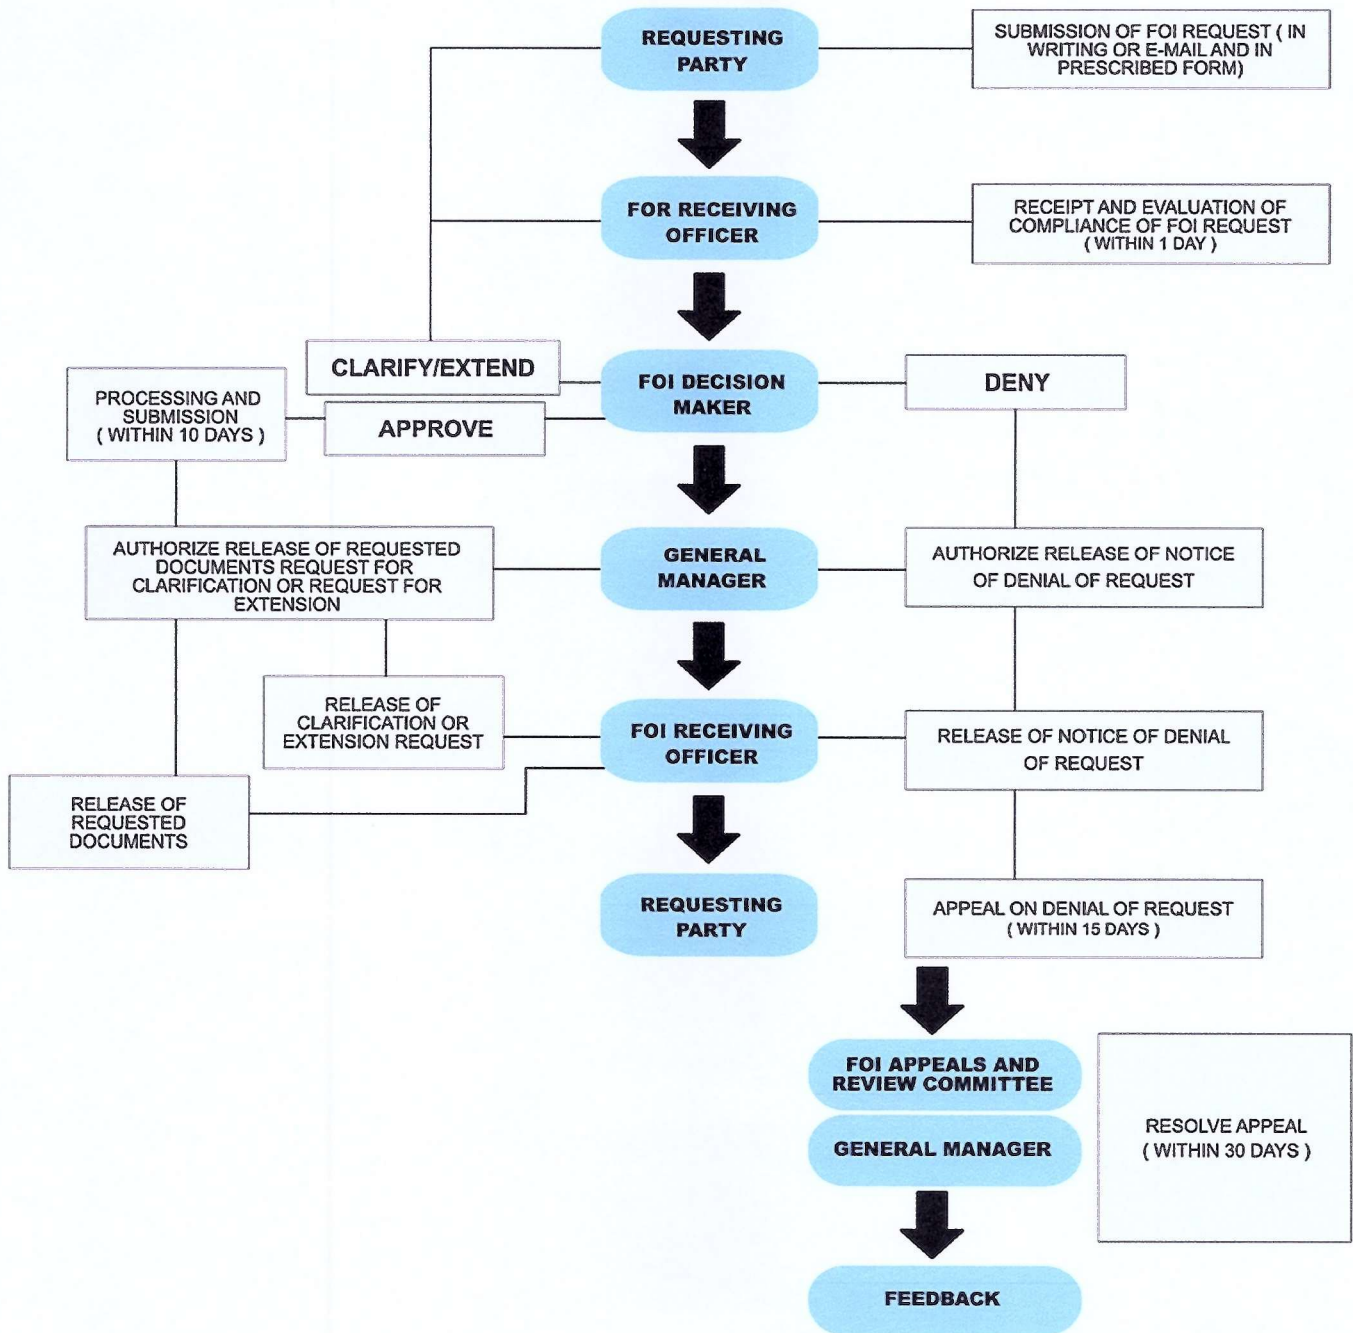 REQUESTING
PARTY
SUBMISSION OF FOI REQUEST ( IN
WRITING OR E-MAIL AND IN
PRESCRIBED FORM)
FOR RECEIVING
OFFICER
RECEIPT AND EVALUATION OF
COMPLIANCE OF FOI REQUEST
( WITHIN 1 DAY )
CLARIFY/EXTEND
FOI DECISION
MAKER
DENY
PROCESSING AND
SUBMISSION
( WITHIN 10 DAYS )
APPROVE
AUTHORIZE RELEASE OF REQUESTED
DOCUMENTS REQUEST FOR
CLARIFICATION OR REQUEST FOR
EXTENSION
GENERAL
MANAGER
AUTHORIZE RELEASE OF NOTICE
OF DENIAL OF REQUEST
RELEASE OF
CLARIFICATION OR
EXTENSION REQUEST
FOI RECEIVING
OFFICER
RELEASE OF NOTICE OF DENIAL
OF REQUEST
RELEASE OF
REQUESTED
DOCUMENTS
REQUESTING
PARTY
APPEAL ON DENIAL OF REQUEST
( WITHIN 15 DAYS )
FOI APPEALS AND
REVIEW COMMITTEE
GENERAL MANAGER
RESOLVE APPEAL
( WITHIN 30 DAYS )
FEEDBACK